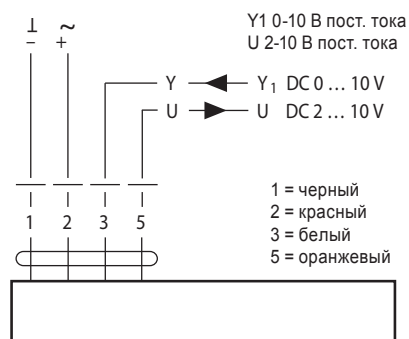 ⊥ ~
− +
Y1 0-10 В пост. тока
U 2-10 В пост. тока
Y Y₁ DC 0 … 10 V
U U DC 2 … 10 V
1 2 3 5
1 = черный
2 = красный
3 = белый
5 = оранжевый